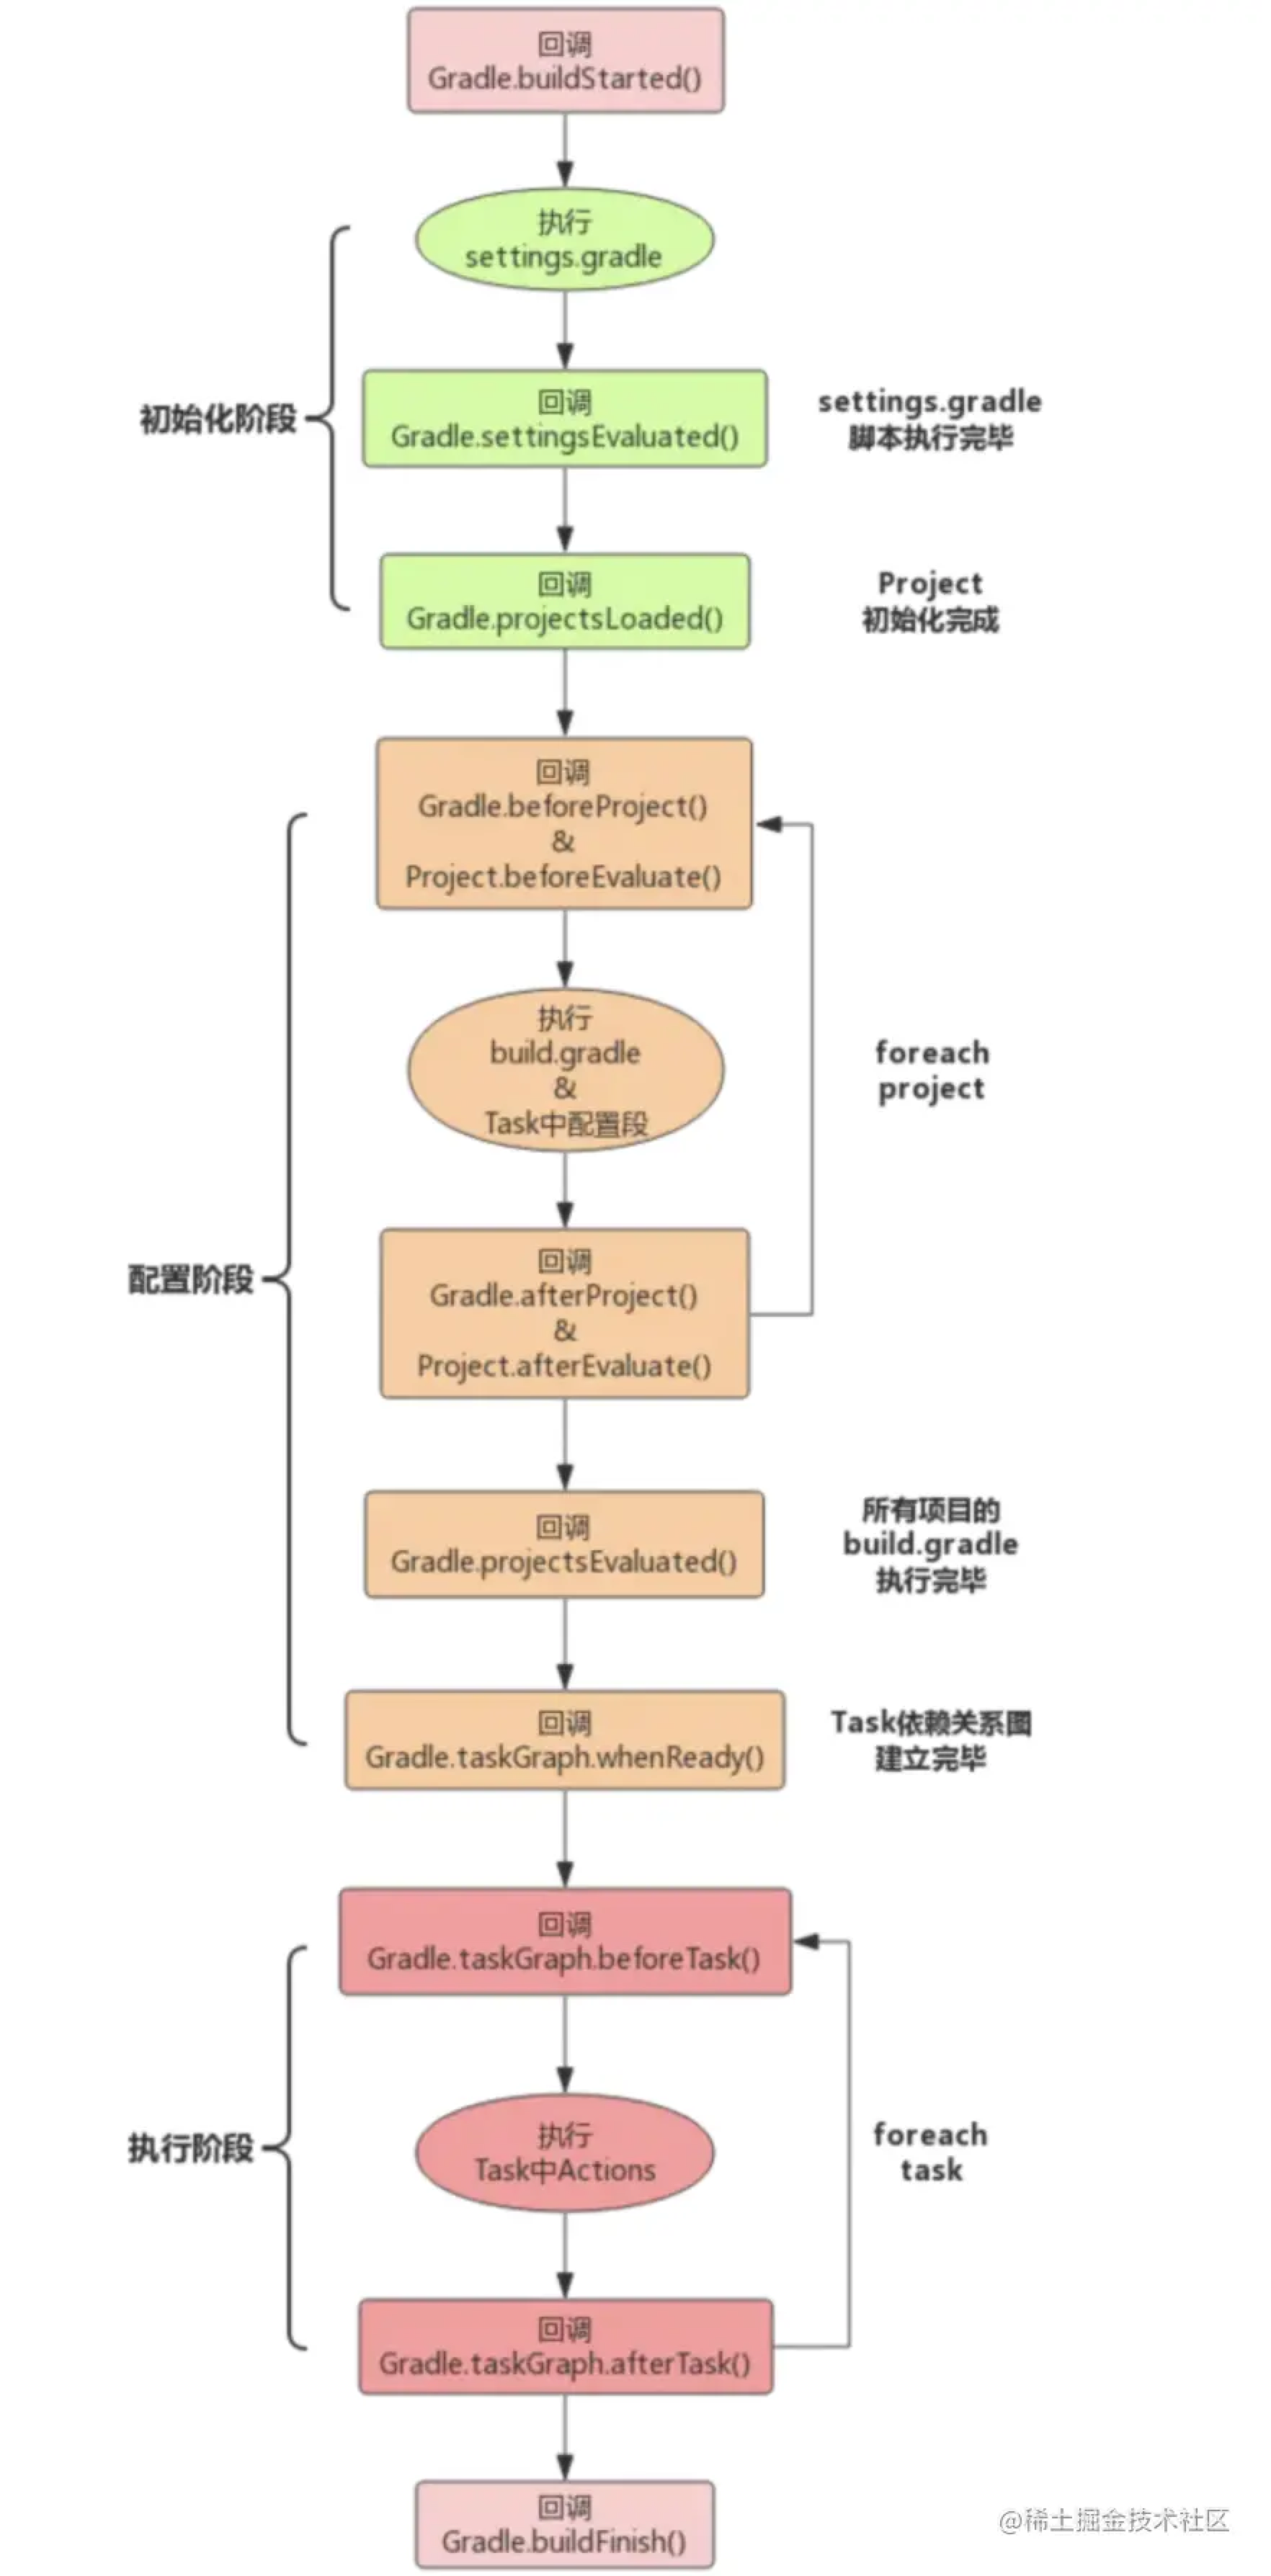 回调
Gradle.buildStarted()
执行
settings.gradle
初始化阶段
回调
Gradle.settingsEvaluated()
settings.gradle
脚本执行完毕
回调
Gradle.projectsLoaded()
Project
初始化完成
回调
Gradle.beforeProject()
&
Project.beforeEvaluate()
执行
build.gradle
&
Task中配置段
foreach
project
配置阶段
回调
Gradle.afterProject()
&
Project.afterEvaluate()
回调
Gradle.projectsEvaluated()
所有项目的
build.gradle
执行完毕
回调
Gradle.taskGraph.whenReady()
Task依赖关系图
建立完毕
回调
Gradle.taskGraph.beforeTask()
执行阶段
执行
Task中Actions
foreach
task
回调
Gradle.taskGraph.afterTask()
回调
Gradle.buildFinish()
@稀土掘金技术社区